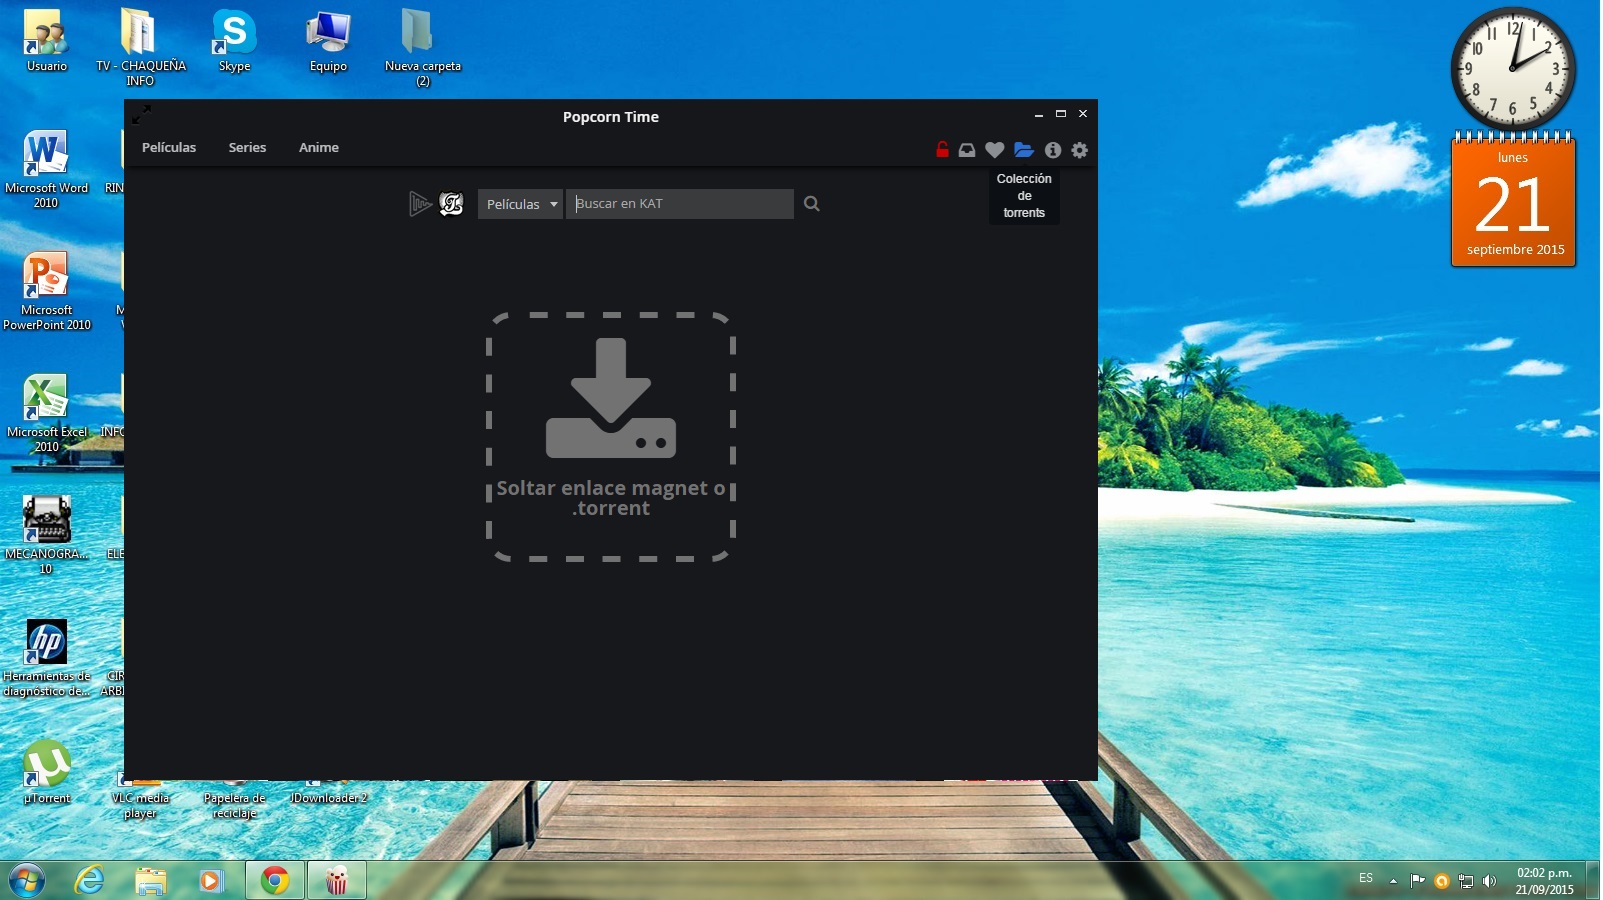 Usuario
TV - CHAQUEÑA
INFO
Skype
Equipo
Nueva carpeta
(2)
Microsoft Word
2010
RIN
Microsoft
PowerPoint 2010
M
V
Microsoft Excel
2010
INFO
MECANOGRA...
10
ELE
Herramientas de
diagnóstico de...
CIR
ARBI
µTorrent
VLC media
player
Papelera de
reciclaje
JDownloader 2
Popcorn Time
Películas
Series
Anime
Colección
de
torrents
Películas
Buscar en KAT
Soltar enlace magnet o
.torrent
12
1
2
3
4
5
6
7
8
9
10
11
lunes
21
septiembre 2015
ES
02:02 p.m.
21/09/2015